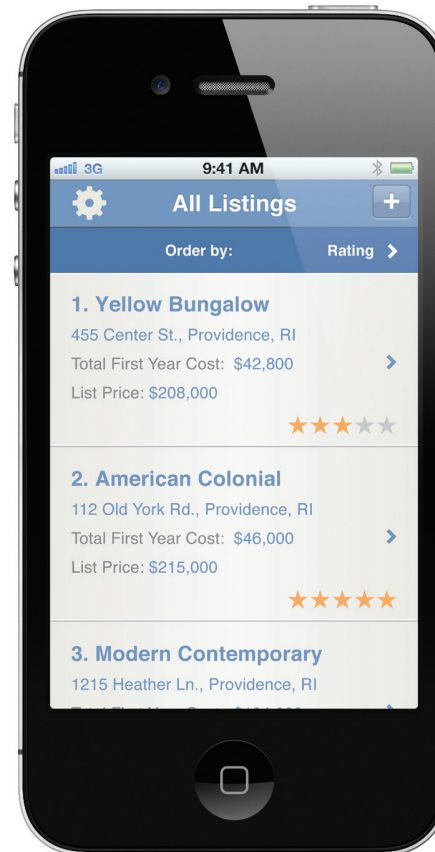 3G 9:41 AM
All Listings +
Order by: Rating
1. Yellow Bungalow
455 Center St., Providence, RI
Total First Year Cost: $42,800
List Price: $208,000
2. American Colonial
112 Old York Rd., Providence, RI
Total First Year Cost: $46,000
List Price: $215,000
3. Modern Contemporary
1215 Heather Ln., Providence, RI